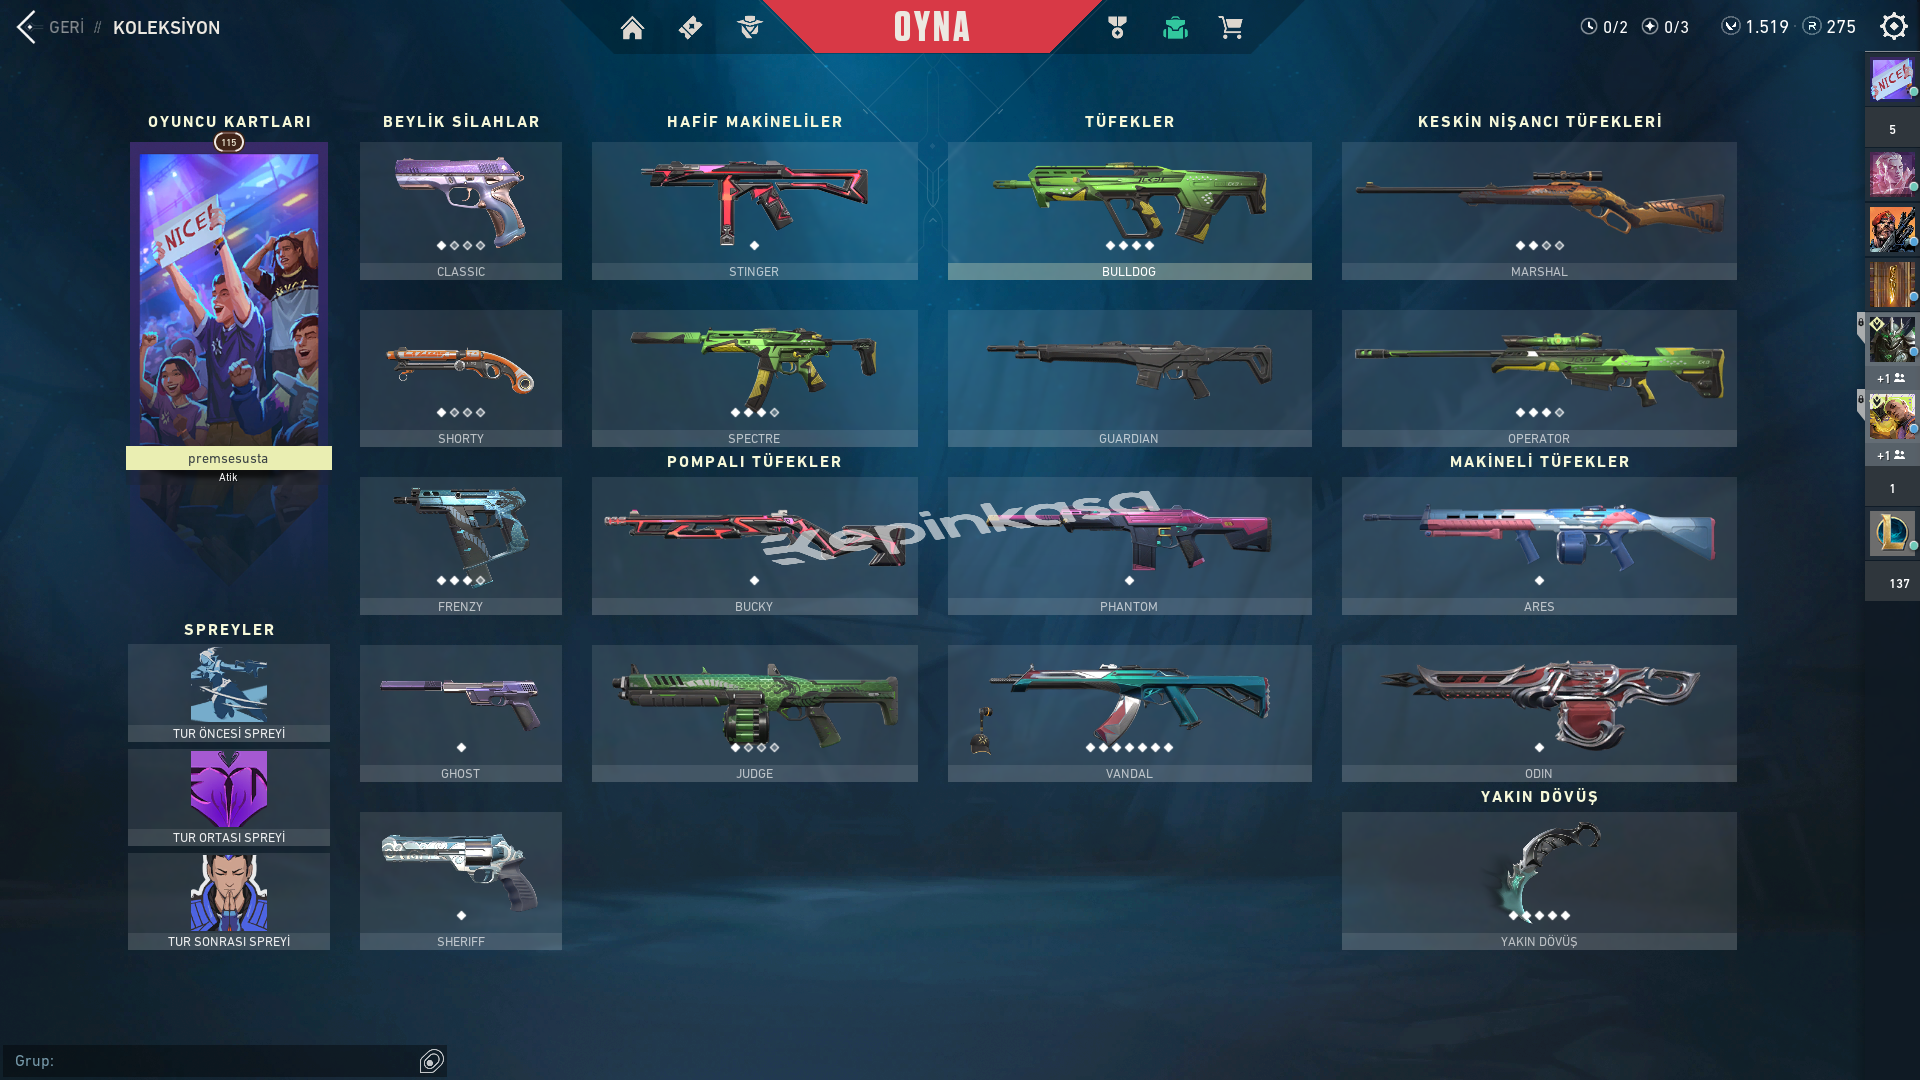 GERİ // KOLEKSİYON
OYNA
0/2 0/3 1.519 · R 275
OYUNCU KARTLARI
115
NICE!
premsesusta
Atik
SPREYLER
TUR ÖNCESİ SPREYİ
TUR ORTASI SPREYİ
TUR SONRASI SPREYİ
BEYLİK SİLAHLAR
CLASSIC
SHORTY
FRENZY
GHOST
SHERIFF
HAFİF MAKİNELİLER
STINGER
SPECTRE
POMPALI TÜFEKLER
BUCKY
JUDGE
TÜFEKLER
BULLDOG
GUARDIAN
PHANTOM
VANDAL
KESKİN NİŞANCI TÜFEKLERİ
MARSHAL
OPERATOR
MAKİNELİ TÜFEKLER
ARES
ODIN
YAKIN DÖVÜŞ
YAKIN DÖVÜŞ
epinkasa
NICE!
5
+1
+1
1
L
137
Grup: